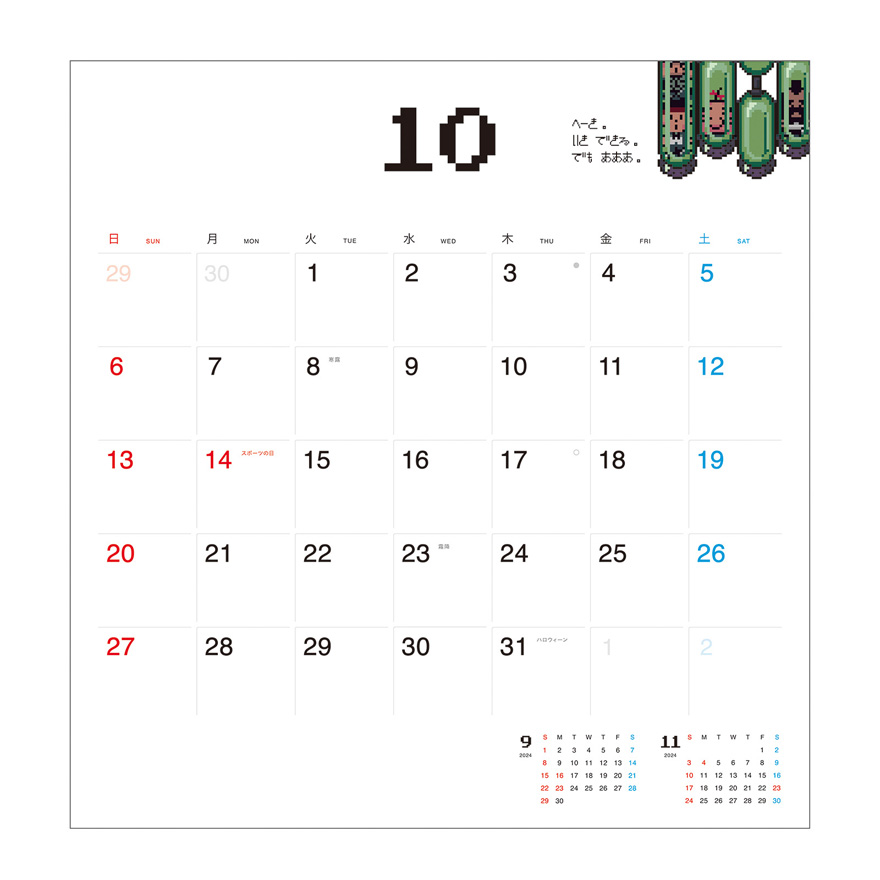 10
へーき。
いき できる。
でも あああ。
日 SUN 月 MON 火 TUE 水 WED 木 THU 金 FRI 土 SAT
29 30 1 2 3 4 5
6 7 8 寒露 9 10 11 12
13 14 スポーツの日 15 16 17 18 19
20 21 22 23 霜降 24 25 26
27 28 29 30 31 ハロウィーン 1 2
9 2024
S M T W T F S
1 2 3 4 5 6 7
8 9 10 11 12 13 14
15 16 17 18 19 20 21
22 23 24 25 26 27 28
29 30
11 2024
S M T W T F S
1 2
3 4 5 6 7 8 9
10 11 12 13 14 15 16
17 18 19 20 21 22 23
24 25 26 27 28 29 30